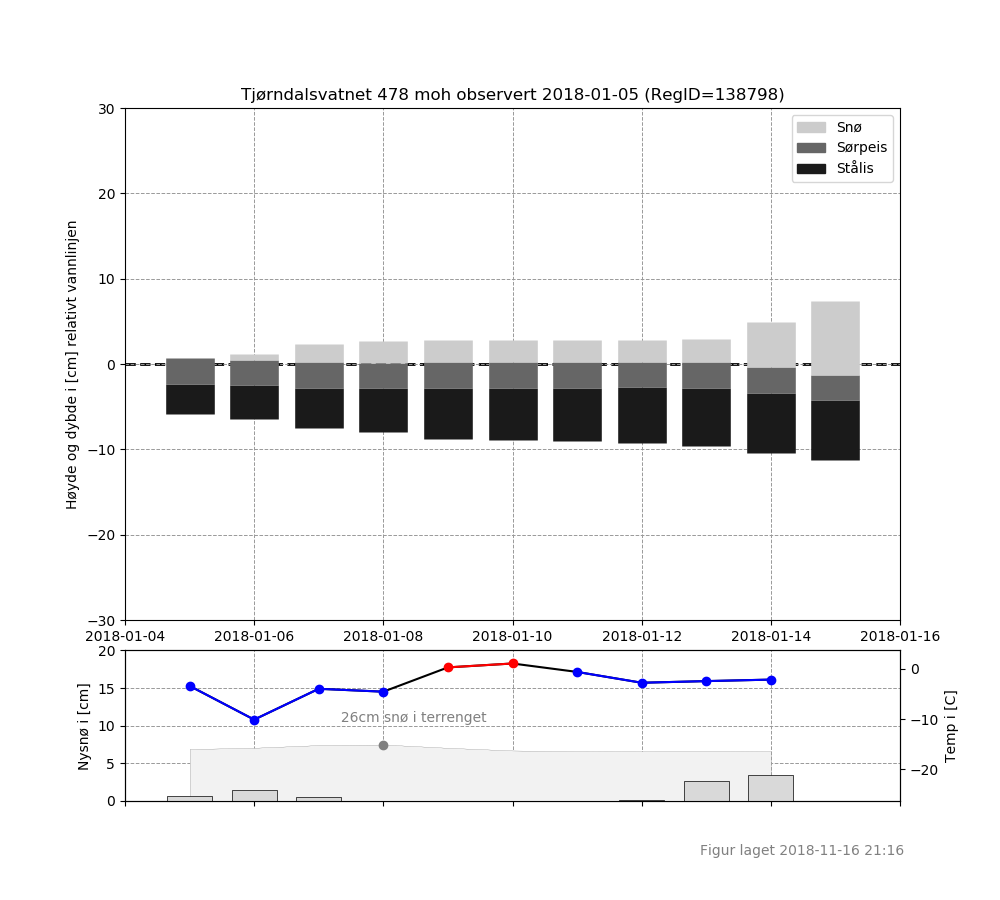 Tjørndalsvatnet 478 moh observert 2018-01-05 (RegID=138798)
Høyde og dybde i [cm] relativt vannlinjen
30
20
10
0
−10
−20
−30
Snø
Sørpeis
Stålis
2018-01-04 2018-01-06 2018-01-08 2018-01-10 2018-01-12 2018-01-14 2018-01-16
Nysnø i [cm]
20
15
10
5
0
26cm snø i terrenget
0
−10
−20
Temp i [C]
Figur laget 2018-11-16 21:16